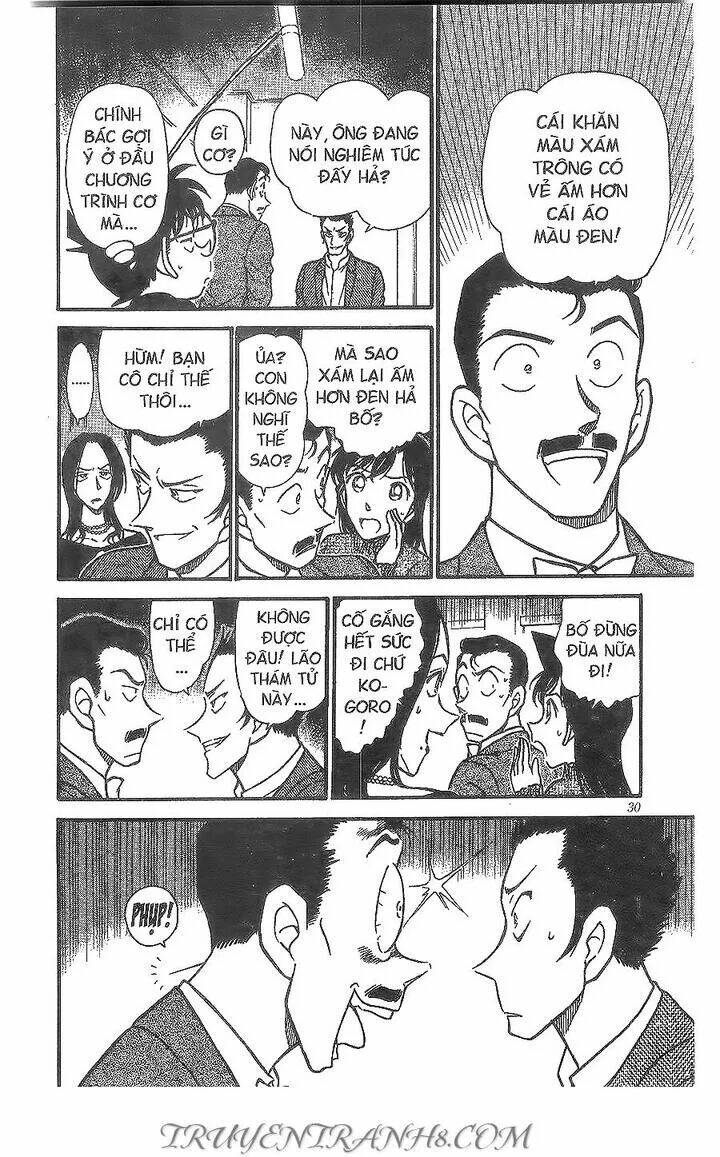 CÁI KHĂN
MÀU XÁM
TRÔNG CÓ
VẺ ẤM HƠN
CÁI ÁO
MÀU ĐEN!
NÀY, ÔNG ĐANG
NÓI NGHIÊM TÚC
ĐẤY HẢ?
GÌ
CƠ?
CHÍNH
BÁC GỢI
Ý Ở ĐẦU
CHƯƠNG
TRÌNH CƠ
MÀ...
MÀ SAO
XÁM LẠI ẤM
HƠN ĐEN HẢ
BỐ?
ỦA?
CON
KHÔNG
NGHĨ THẾ
SAO?
HỪM! BẠN
CÔ CHỈ THẾ
THÔI...
......
BỐ ĐỪNG
ĐÙA NỮA
ĐI!
CỐ GẮNG
HẾT SỨC
ĐI CHỨ
KO-
GORO
!
KHÔNG
ĐƯỢC
ĐÂU! LÃO
THÁM TỬ
NÀY...
CHỈ CÓ
THỂ
...
30
PHỤP!
TRUYENTRANH8.COM